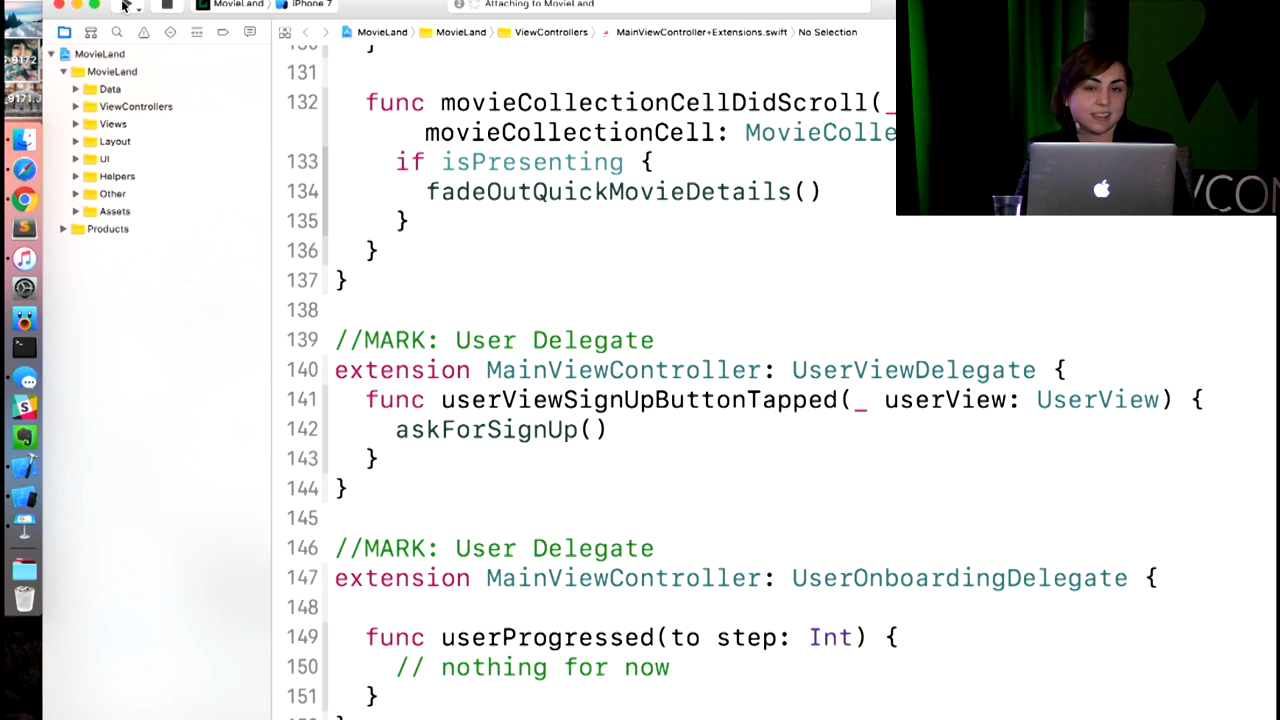 MovieLand
iPhone 7
Attaching to MovieLand
MovieLand
MovieLand
ViewControllers
MainViewController+Extensions.swift
No Selection
MovieLand
MovieLand
Data
ViewControllers
Views
Layout
UI
Helpers
Other
Assets
Products
9172
9171.J
131
132 func movieCollectionCellDidScroll(_
movieCollectionCell: MovieColle
133 if isPresenting {
134 fadeOutQuickMovieDetails()
135 }
136 }
137 }
138
139 //MARK: User Delegate
140 extension MainViewController: UserViewDelegate {
141 func userViewSignUpButtonTapped(_ userView: UserView) {
142 askForSignUp()
143 }
144 }
145
146 //MARK: User Delegate
147 extension MainViewController: UserOnboardingDelegate {
148
149 func userProgressed(to step: Int) {
150 // nothing for now
151 }